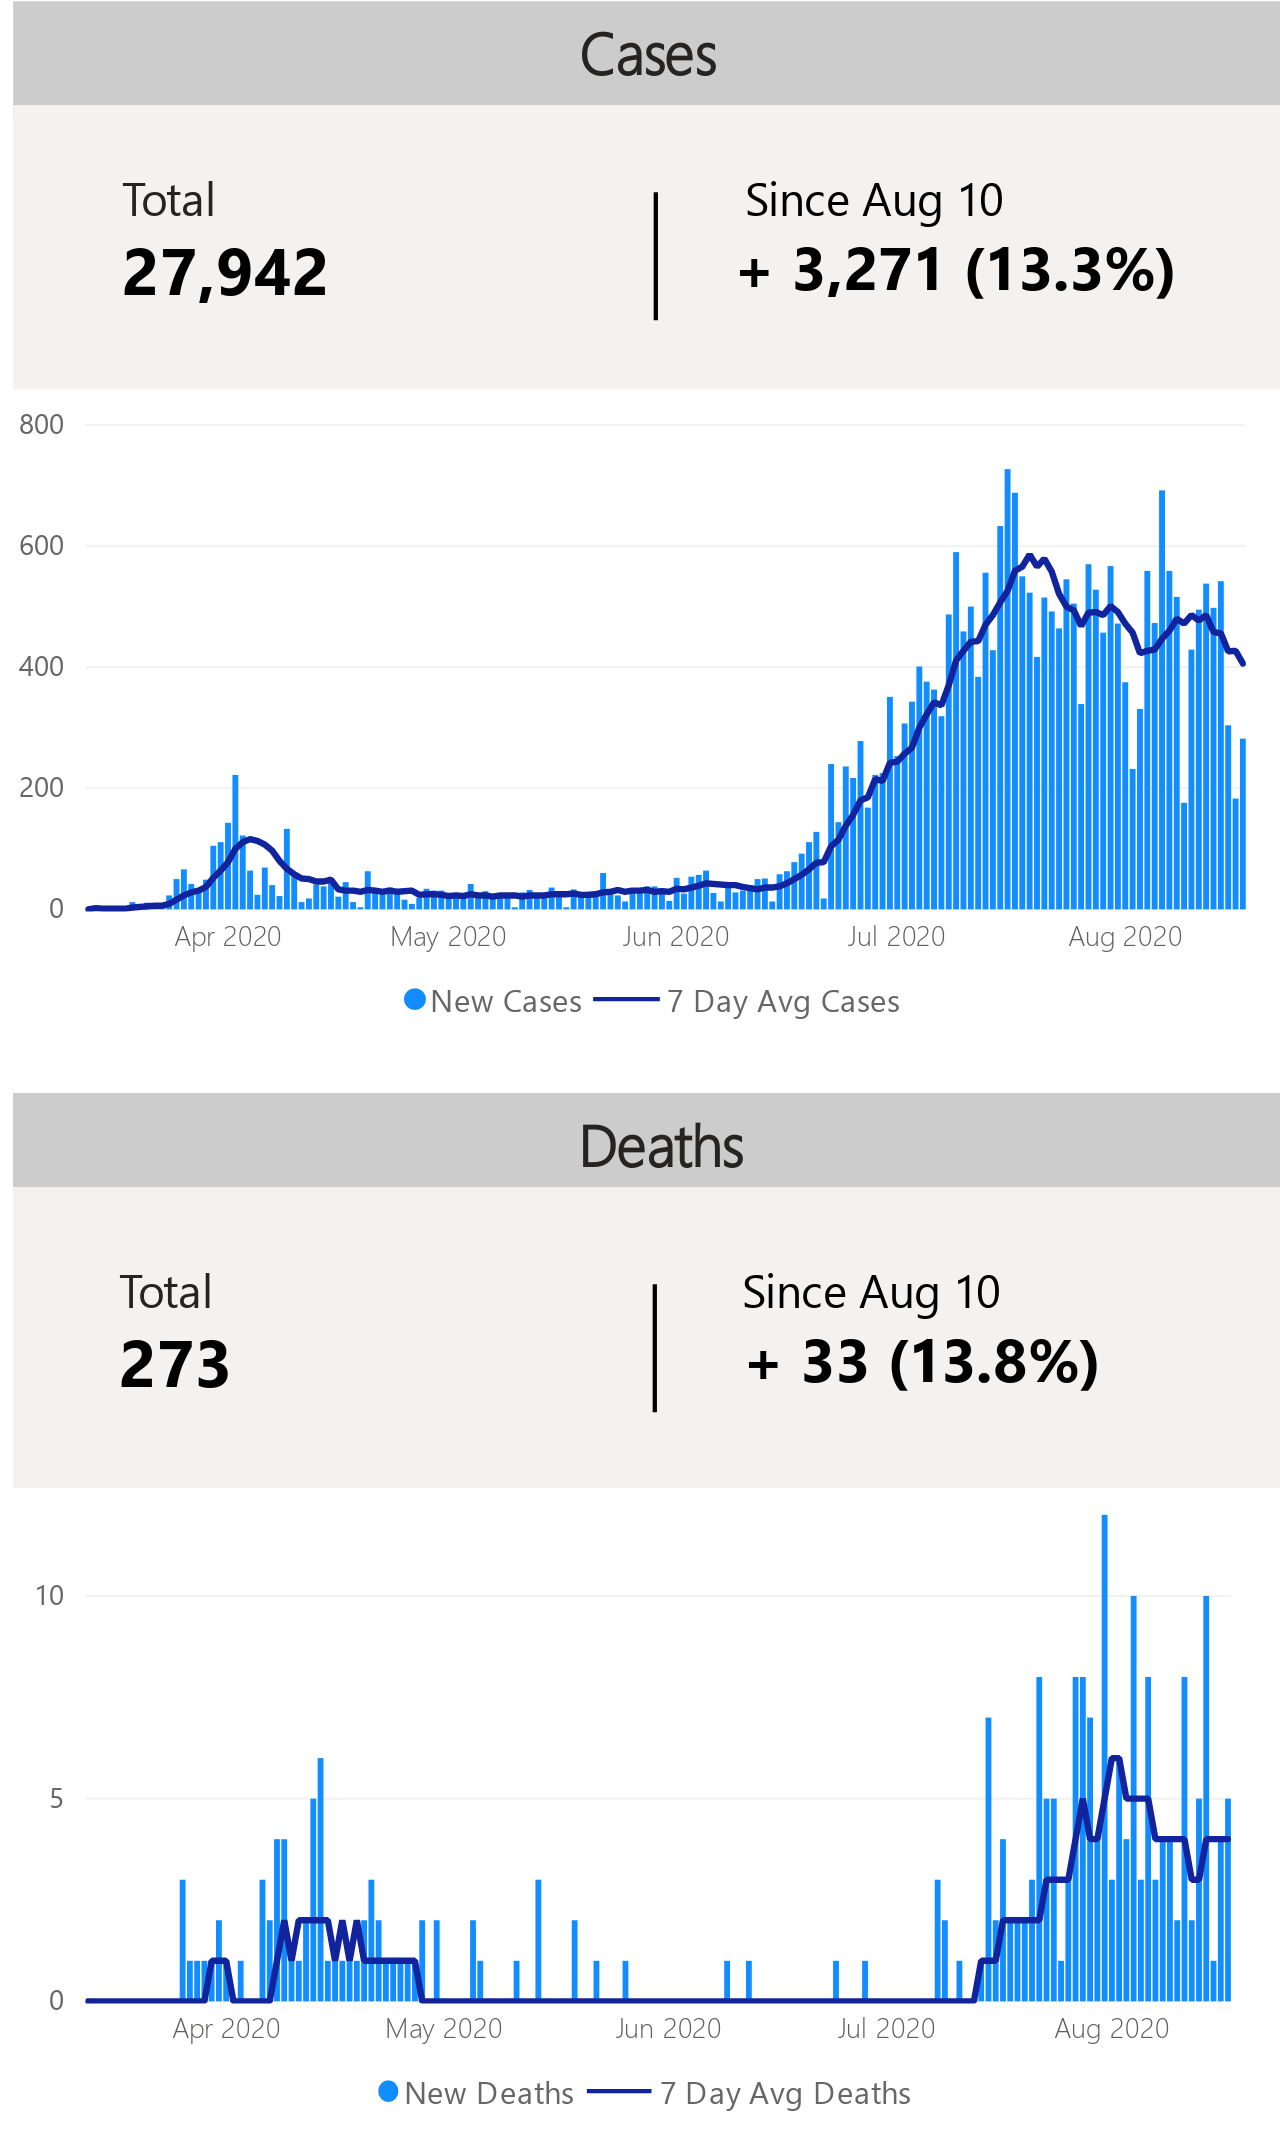 Cases
Total
Since Aug 10
27,942
+ 3,271 (13.3%)
800
600
400
200
0
Apr 2020 May 2020 Jun 2020 Jul 2020 Aug 2020
New Cases 7 Day Avg Cases
Deaths
Total
Since Aug 10
273
+ 33 (13.8%)
10
5
0
Apr 2020 May 2020 Jun 2020 Jul 2020 Aug 2020
New Deaths 7 Day Avg Deaths